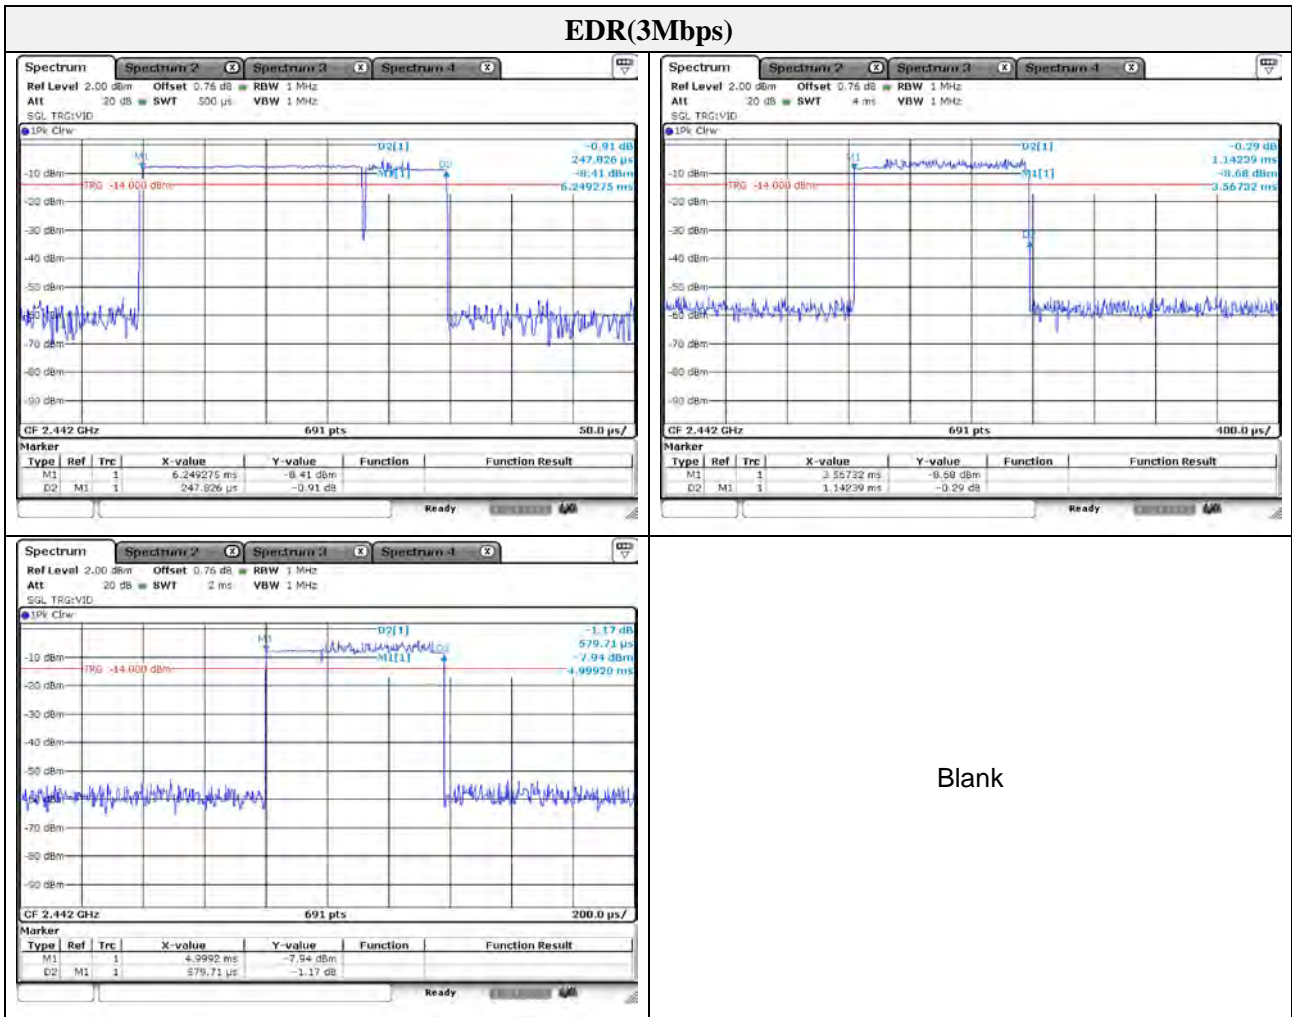 EDR(3Mbps)
Spectrum Spectrum 2 X Spectrum 3 X Spectrum 4 X
Ref Level 2.00 dBm Offset 0.76 dB RBW 1 MHz
Att 20 dB SWT 500 µs VBW 1 MHz
SGL TRG:VID
1Pk Clrw
D2[1] -0.91 dB
247.826 µs
M1[1] -8.41 dBm
6.249275 ms
M1
D2
-10 dBm
TRG -14.000 dBm
-20 dBm
-30 dBm
-40 dBm
-50 dBm
-60 dBm
-70 dBm
-80 dBm
-90 dBm
CF 2.442 GHz 691 pts 50.0 µs/
Marker
Type Ref Trc X-value Y-value Function Function Result
M1 1 6.249275 ms -8.41 dBm
D2 M1 1 247.826 µs -0.91 dB
Ready
Spectrum Spectrum 2 X Spectrum 3 X Spectrum 4 X
Ref Level 2.00 dBm Offset 0.76 dB RBW 1 MHz
Att 20 dB SWT 4 ms VBW 1 MHz
SGL TRG:VID
1Pk Clrw
D2[1] -0.29 dB
1.14239 ms
M1[1] -8.68 dBm
3.56732 ms
M1
-10 dBm
TRG -14.000 dBm
-20 dBm
-30 dBm
D2
-40 dBm
-50 dBm
-60 dBm
-70 dBm
-80 dBm
-90 dBm
CF 2.442 GHz 691 pts 400.0 µs/
Marker
Type Ref Trc X-value Y-value Function Function Result
M1 1 3.56732 ms -8.68 dBm
D2 M1 1 1.14239 ms -0.29 dB
Ready
Spectrum Spectrum 2 X Spectrum 3 X Spectrum 4 X
Ref Level 2.00 dBm Offset 0.76 dB RBW 1 MHz
Att 20 dB SWT 2 ms VBW 1 MHz
SGL TRG:VID
1Pk Clrw
D2[1] -1.17 dB
579.71 µs
M1[1] -7.94 dBm
4.99920 ms
M1
D2
-10 dBm
TRG -14.000 dBm
-20 dBm
-30 dBm
-40 dBm
-50 dBm
-60 dBm
-70 dBm
-80 dBm
-90 dBm
CF 2.442 GHz 691 pts 200.0 µs/
Marker
Type Ref Trc X-value Y-value Function Function Result
M1 1 4.9992 ms -7.94 dBm
D2 M1 1 579.71 µs -1.17 dB
Ready
Blank